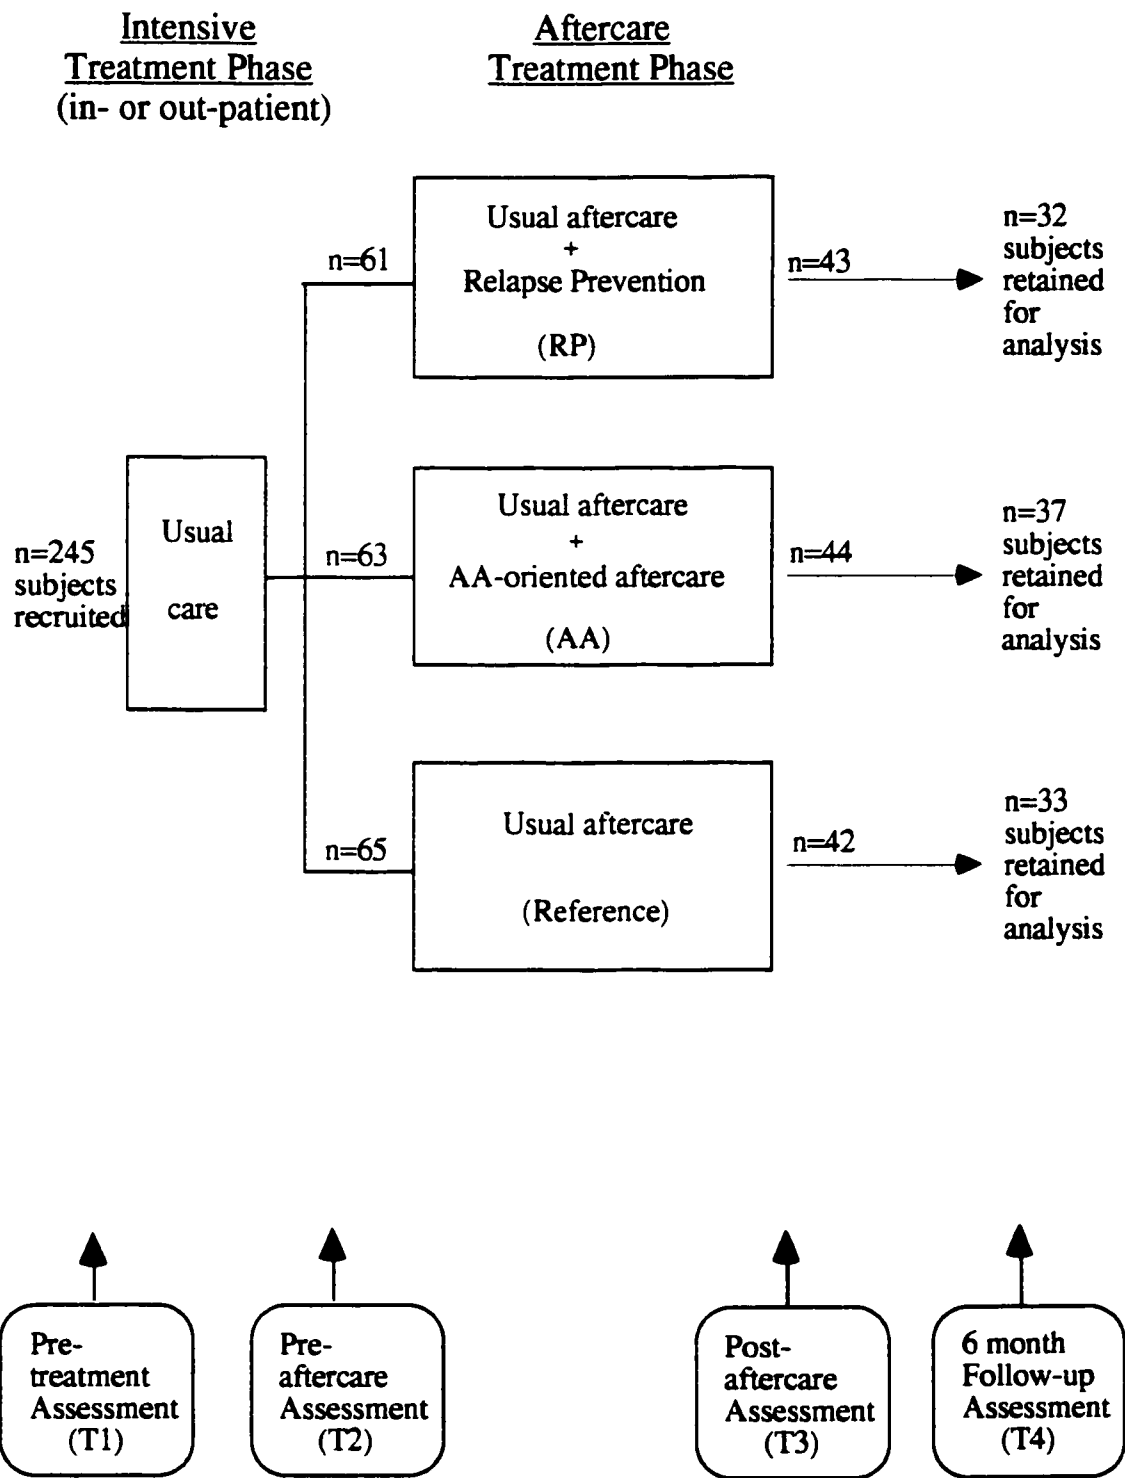 Intensive
Treatment Phase
(in- or out-patient)
Aftercare
Treatment Phase
n=245
subjects
recruited
Usual
care
n=61
Usual aftercare
+
Relapse Prevention
(RP)
n=43
n=32
subjects
retained
for
analysis
n=63
Usual aftercare
+
AA-oriented aftercare
(AA)
n=44
n=37
subjects
retained
for
analysis
n=65
Usual aftercare
(Reference)
n=42
n=33
subjects
retained
for
analysis
Pre-
treatment
Assessment
(T1)
Pre-
aftercare
Assessment
(T2)
Post-
aftercare
Assessment
(T3)
6 month
Follow-up
Assessment
(T4)